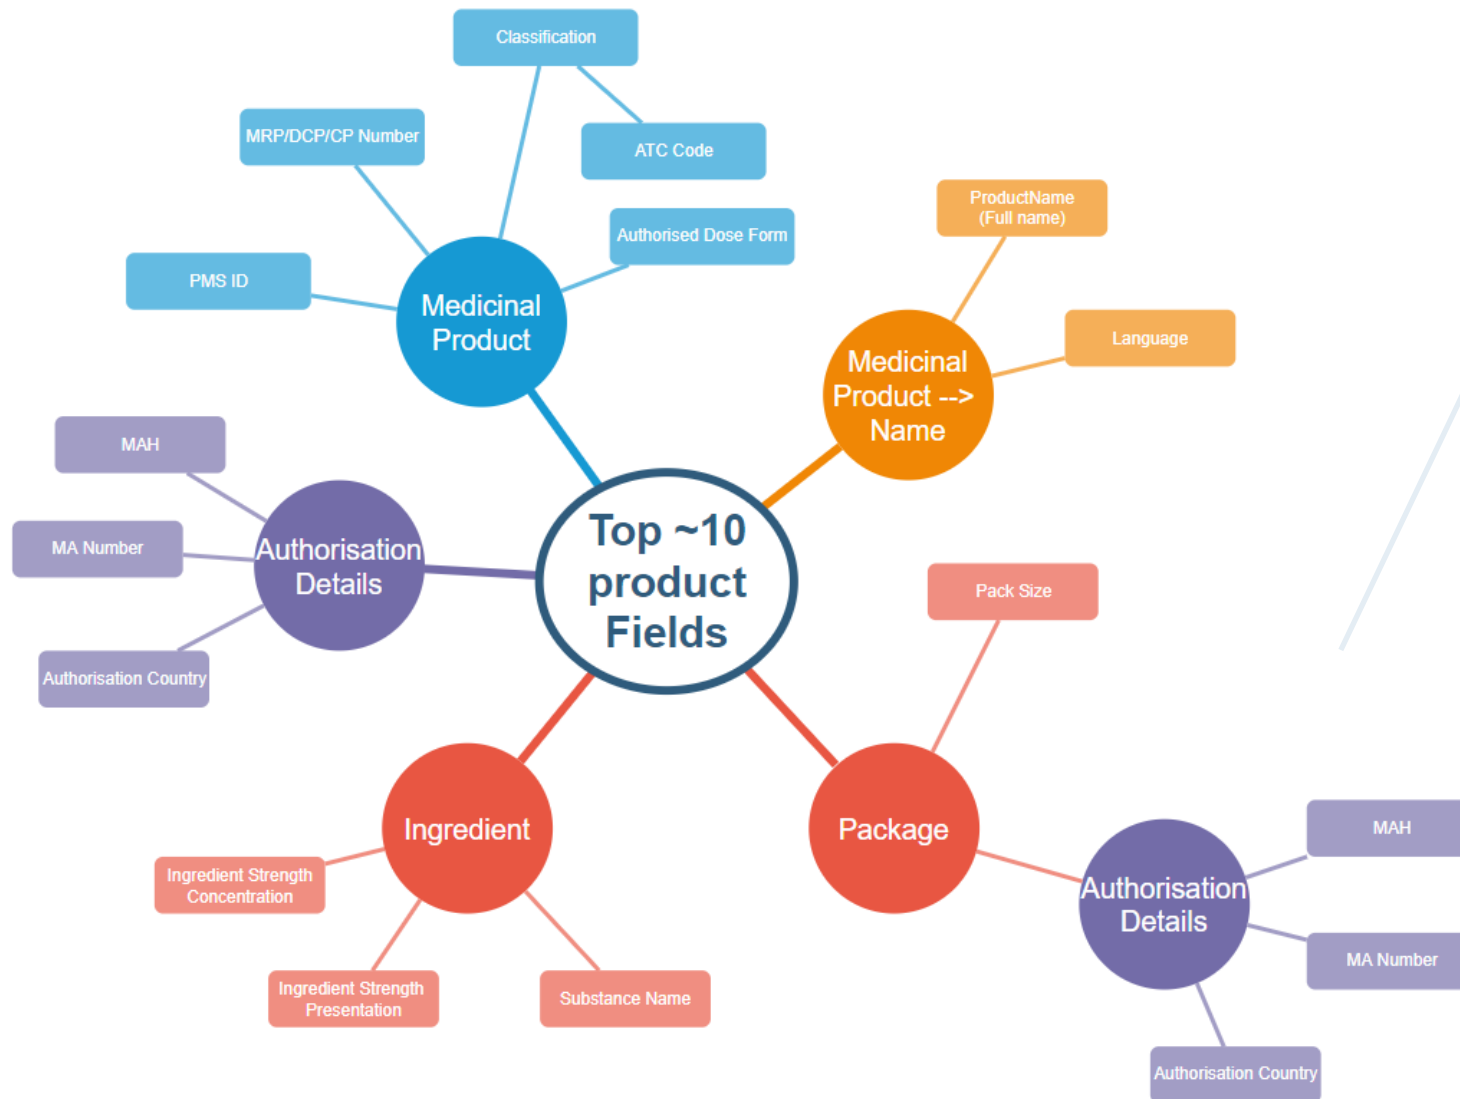 Classification
MRP/DCP/CP Number
ATC Code
ProductName
(Full name)
Authorised Dose Form
PMS ID
Medicinal
Product
Language
Medicinal
Product -->
Name
MAH
Top ~10
product
Fields
MA Number
Authorisation
Details
Pack Size
Authorisation Country
Ingredient
Package
MAH
Ingredient Strength
Concentration
Authorisation
Details
MA Number
Ingredient Strength
Presentation
Substance Name
Authorisation Country